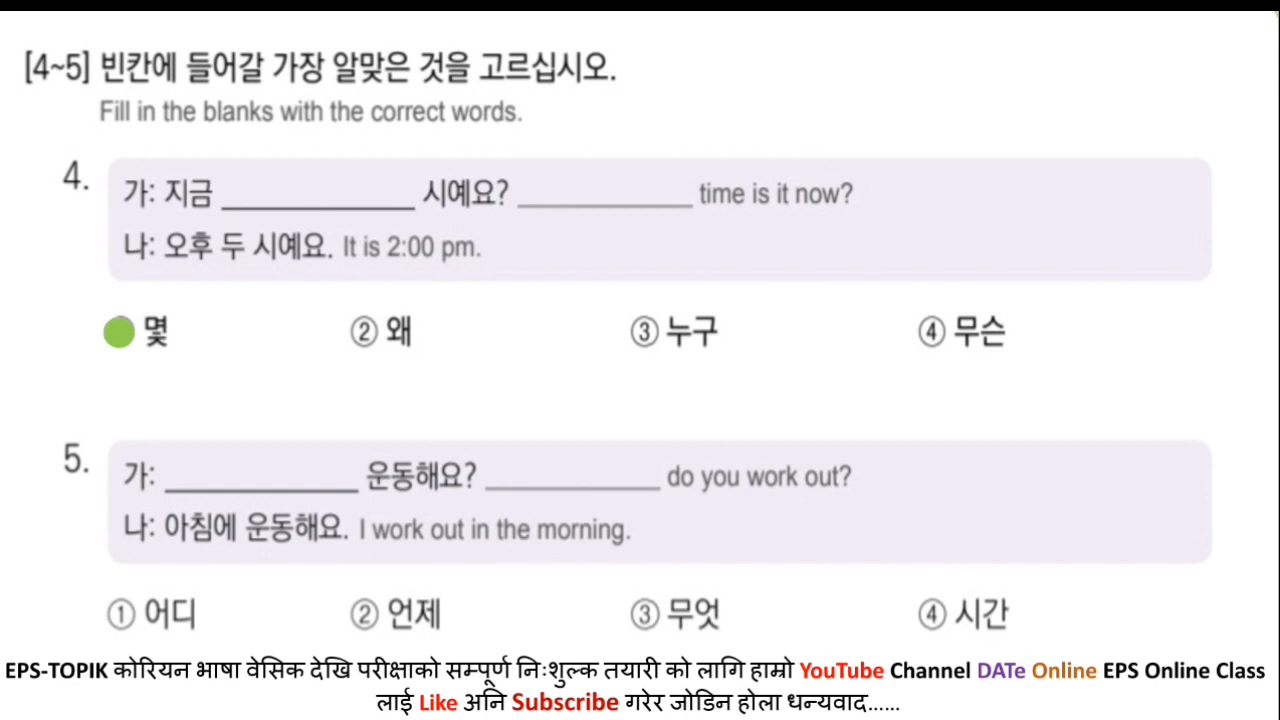 [4~5] 빈칸에 들어갈 가장 알맞은 것을 고르십시오.
Fill in the blanks with the correct words.
4.
가: 지금 ____________ 시예요? ____________ time is it now?
나: 오후 두 시예요. It is 2:00 pm.
몇 ② 왜 ③ 누구 ④ 무슨
5.
가: ____________ 운동해요? ____________ do you work out?
나: 아침에 운동해요. I work out in the morning.
① 어디 ② 언제 ③ 무엇 ④ 시간
EPS-TOPIK कोरियन भाषा वेसिक देखि परीक्षाको सम्पूर्ण निःशुल्क तयारी को लागि हाम्रो YouTube Channel DATe Online EPS Online Class
लाई Like अनि Subscribe गरेर जोडिन होला धन्यवाद......